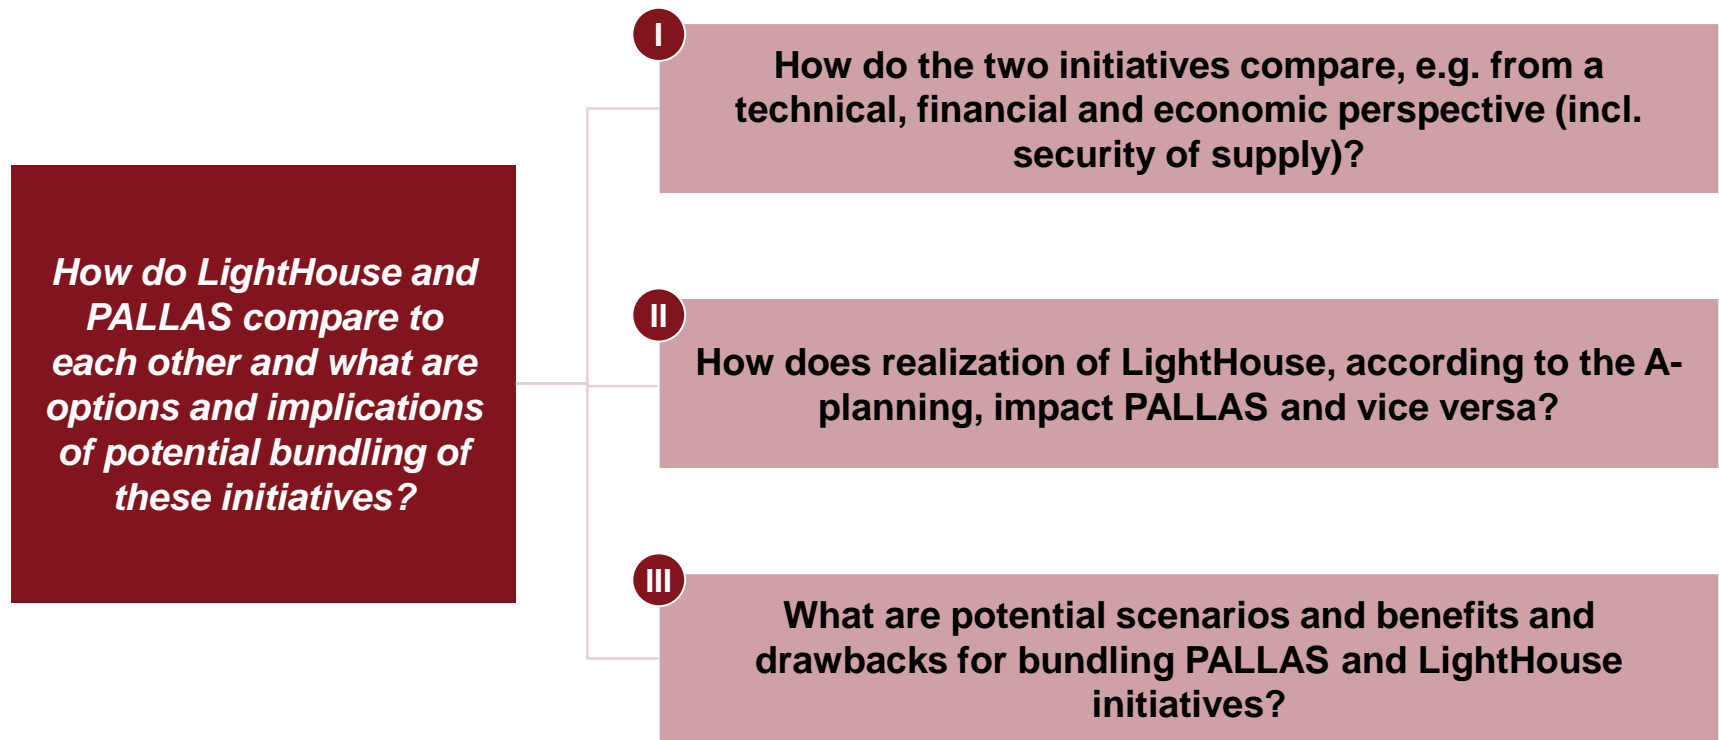 How do LightHouse and
PALLAS compare to
each other and what are
options and implications
of potential bundling of
these initiatives?
I
How do the two initiatives compare, e.g. from a
technical, financial and economic perspective (incl.
security of supply)?
II
How does realization of LightHouse, according to the A-
planning, impact PALLAS and vice versa?
III
What are potential scenarios and benefits and
drawbacks for bundling PALLAS and LightHouse
initiatives?